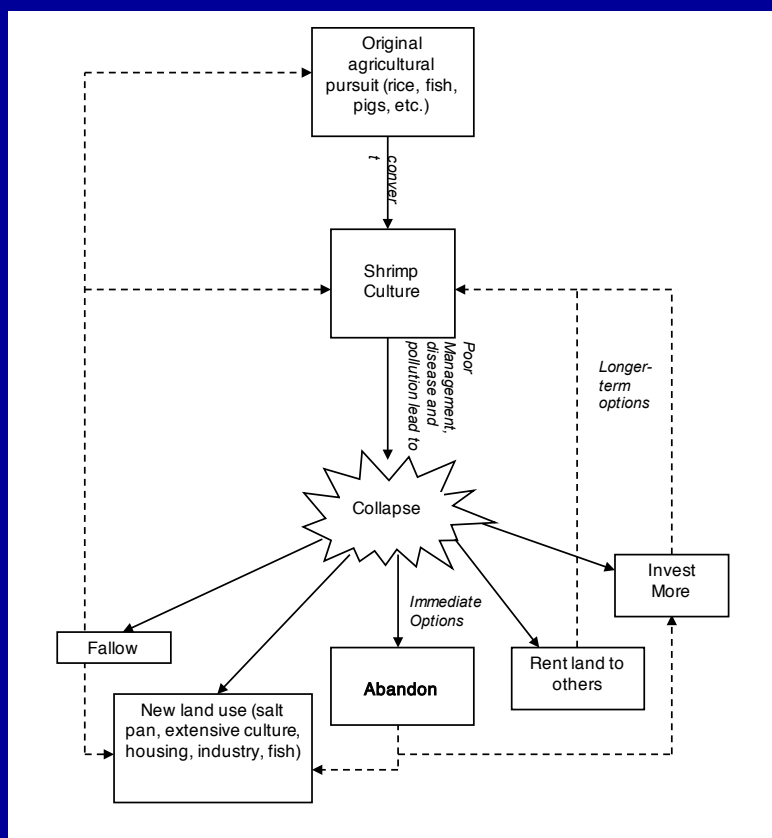 Original
agricultural
pursuit (rice, fish,
pigs, etc.)
conver
t
Shrimp
Culture
Poor
Management,
disease and
pollution lead to
Longer-
term
options
Collapse
Immediate
Options
Invest
More
Fallow
Abandon
Rent land to
others
New land use (salt
pan, extensive culture,
housing, industry, fish)